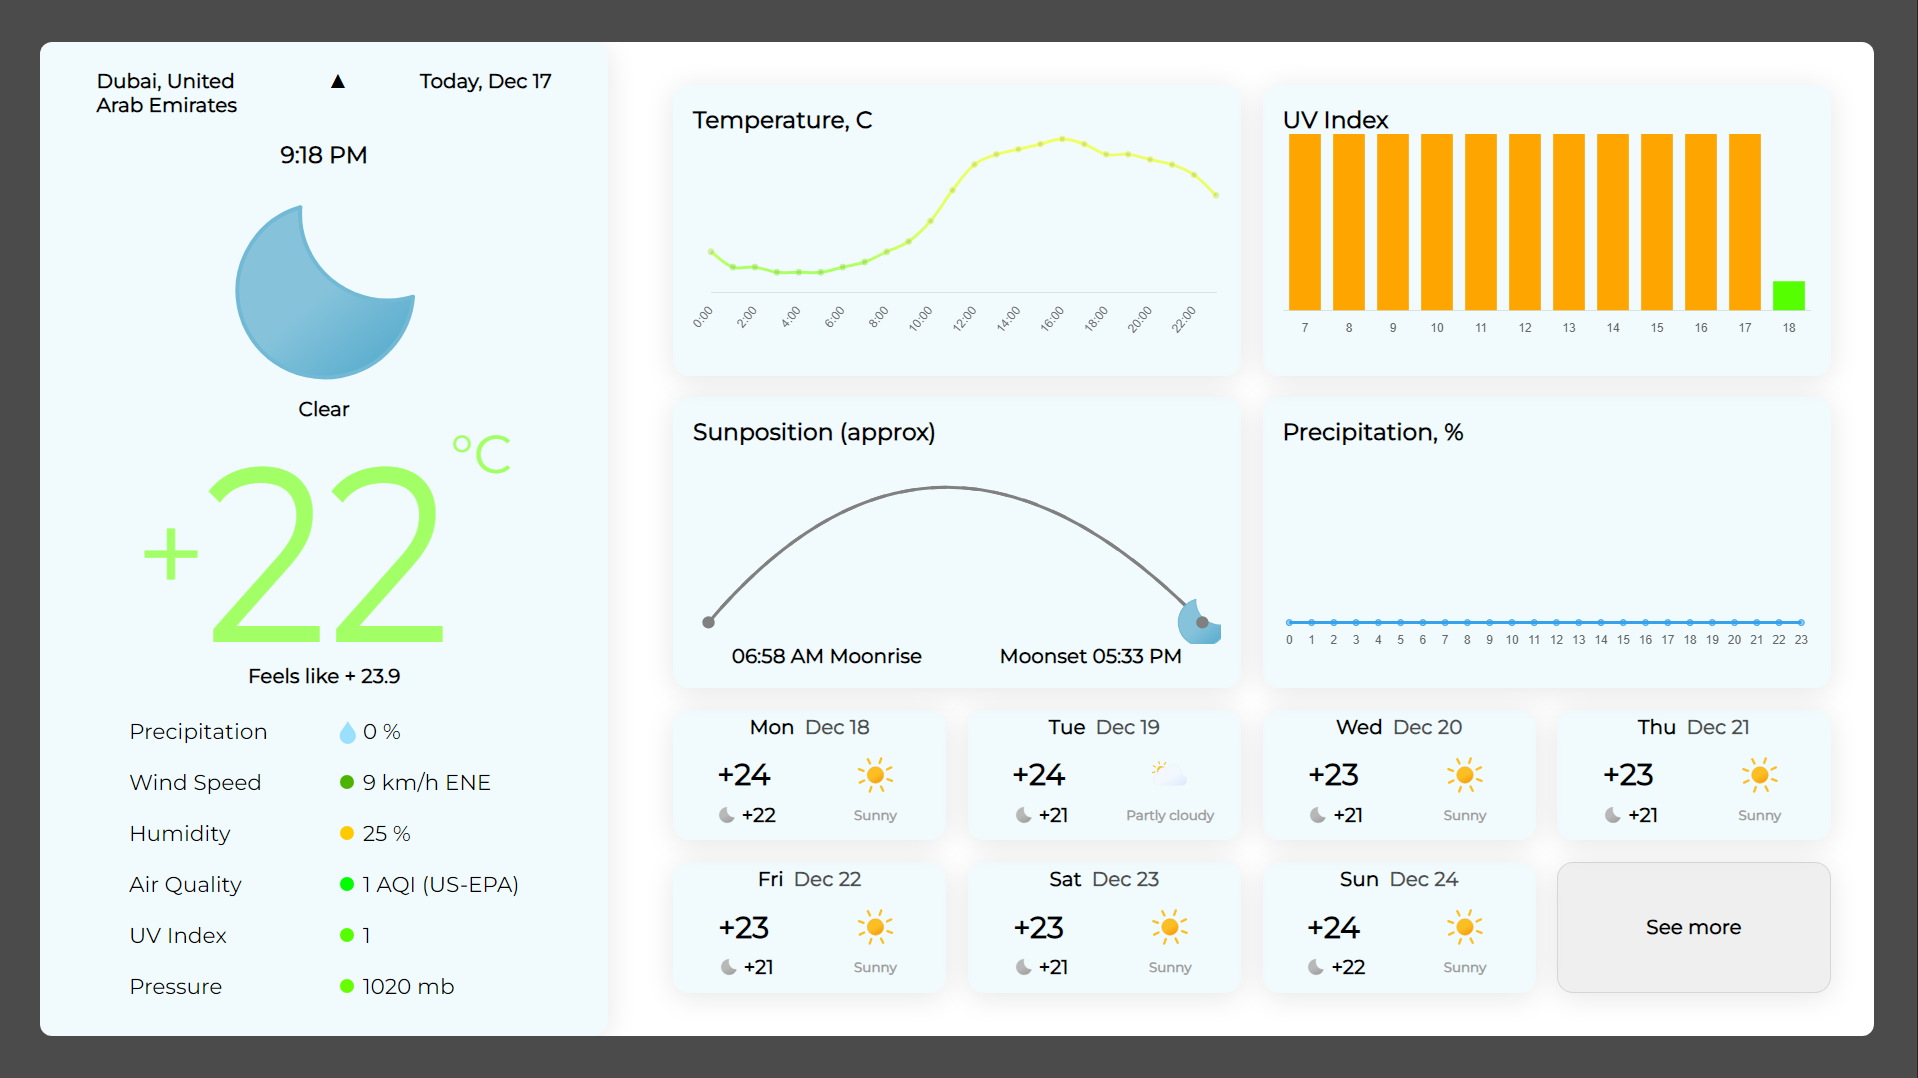 Dubai, United
Arab Emirates
▲
Today, Dec 17
9:18 PM
Clear
+22 °C
Feels like + 23.9
Precipitation 0 %
Wind Speed 9 km/h ENE
Humidity 25 %
Air Quality 1 AQI (US-EPA)
UV Index 1
Pressure 1020 mb
Temperature, C
0:00 2:00 4:00 6:00 8:00 10:00 12:00 14:00 16:00 18:00 20:00 22:00
UV Index
7 8 9 10 11 12 13 14 15 16 17 18
Sunposition (approx)
06:58 AM Moonrise
Moonset 05:33 PM
Precipitation, %
0 1 2 3 4 5 6 7 8 9 10 11 12 13 14 15 16 17 18 19 20 21 22 23
Mon Dec 18
+24
+22 Sunny
Tue Dec 19
+24
+21 Partly cloudy
Wed Dec 20
+23
+21 Sunny
Thu Dec 21
+23
+21 Sunny
Fri Dec 22
+23
+21 Sunny
Sat Dec 23
+23
+21 Sunny
Sun Dec 24
+24
+22 Sunny
See more